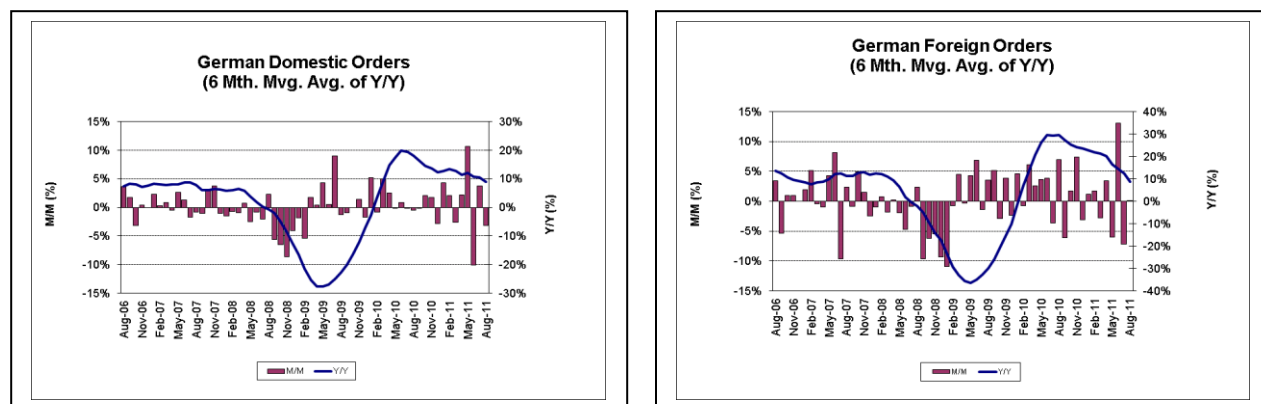 German Domestic Orders
(6 Mth. Mvg. Avg. of Y/Y)
M/M (%)
15%
10%
5%
0%
-5%
-10%
-15%
30%
20%
10%
0%
-10%
-20%
-30%
Y/Y (%)
Aug-06
Nov-06
Feb-07
May-07
Aug-07
Nov-07
Feb-08
May-08
Aug-08
Nov-08
Feb-09
May-09
Aug-09
Nov-09
Feb-10
May-10
Aug-10
Nov-10
Feb-11
May-11
Aug-11
M/M
Y/Y
German Foreign Orders
(6 Mth. Mvg. Avg. of Y/Y)
M/M (%)
15%
10%
5%
0%
-5%
-10%
-15%
40%
30%
20%
10%
0%
-10%
-20%
-30%
-40%
Y/Y (%)
Aug-06
Nov-06
Feb-07
May-07
Aug-07
Nov-07
Feb-08
May-08
Aug-08
Nov-08
Feb-09
May-09
Aug-09
Nov-09
Feb-10
May-10
Aug-10
Nov-10
Feb-11
May-11
Aug-11
M/M
Y/Y